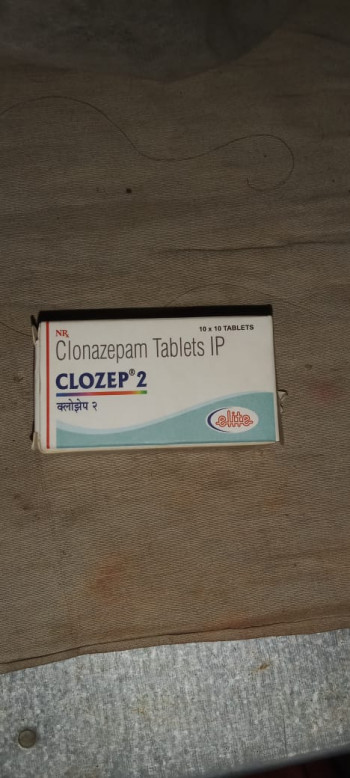 NRx
10 x 10 TABLETS
Clonazepam Tablets IP
CLOZEP® 2
क्लोझेप २
elite